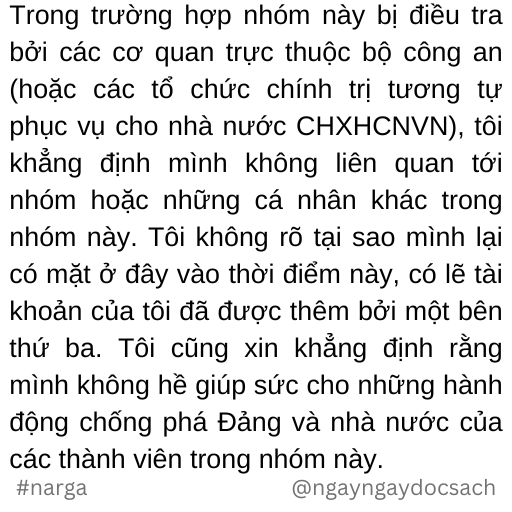 Trong trường hợp nhóm này bị điều tra
bởi các cơ quan trực thuộc bộ công an
(hoặc các tổ chức chính trị tương tự
phục vụ cho nhà nước CHXHCNVN), tôi
khẳng định mình không liên quan tới
nhóm hoặc những cá nhân khác trong
nhóm này. Tôi không rõ tại sao mình lại
có mặt ở đây vào thời điểm này, có lẽ tài
khoản của tôi đã được thêm bởi một bên
thứ ba. Tôi cũng xin khẳng định rằng
mình không hề giúp sức cho những hành
động chống phá Đảng và nhà nước của
các thành viên trong nhóm này.
#narga @ngayngaydocsach